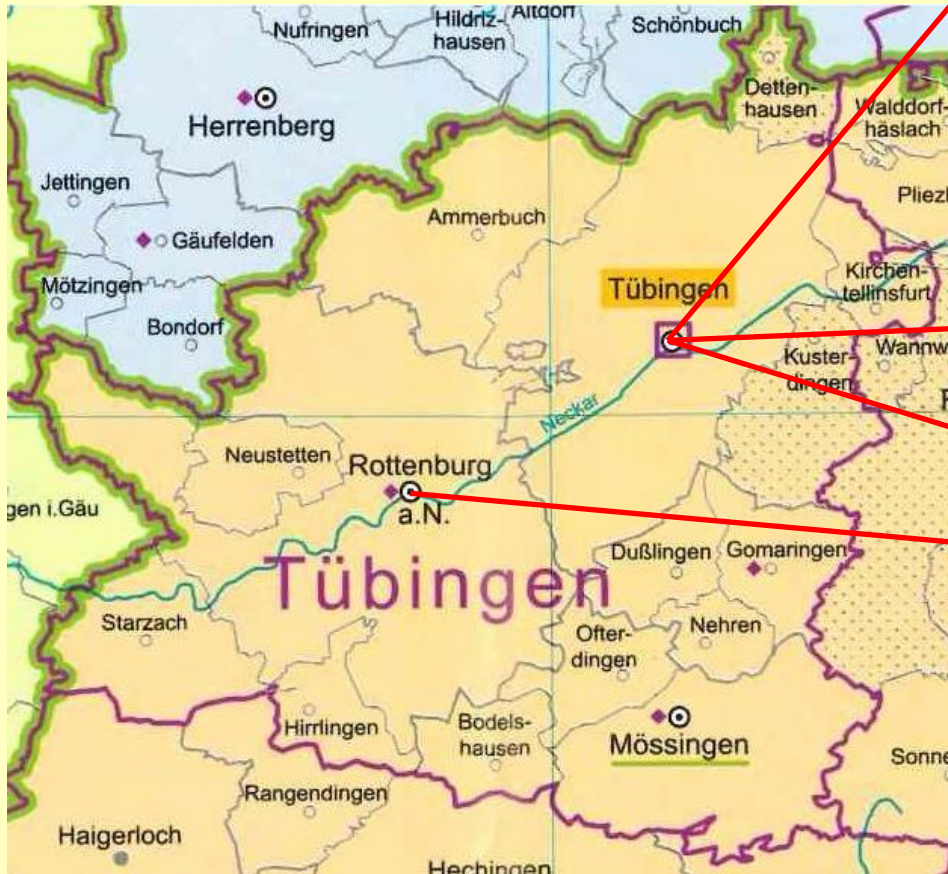 Altdorf
Nufringen
Hildriz-
hausen
Schönbuch
Detten-
hausen
Walddorf-
häslach
Herrenberg
Jettingen
Ammerbuch
Gäufelden
Mötzingen
Bondorf
Tübingen
Kirchen-
tellinsfurt
Kuster-
dingen
Neckar
Neustetten
Rottenburg
a.N.
gen i.Gäu
Tübingen
Dußlingen
Gomaringen
Starzach
Ofter-
dingen
Nehren
Hirrlingen
Bodels-
hausen
Mössingen
Sonne
Rangendingen
Haigerloch
Hechingen